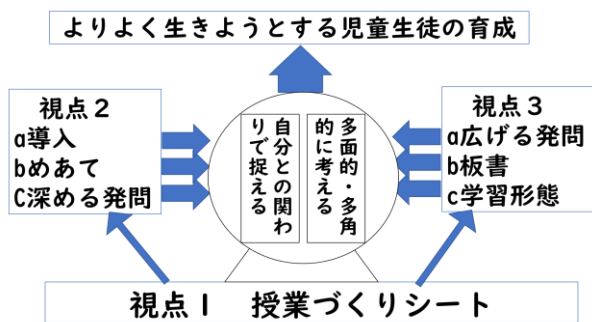 よりよく生きようとする児童生徒の育成
視点2
a導入
bめあて
C深める発問
自分との関わ
りで捉える
多面的・多角
的に考える
視点3
a広げる発問
b板書
c学習形態
視点1 授業づくりシート